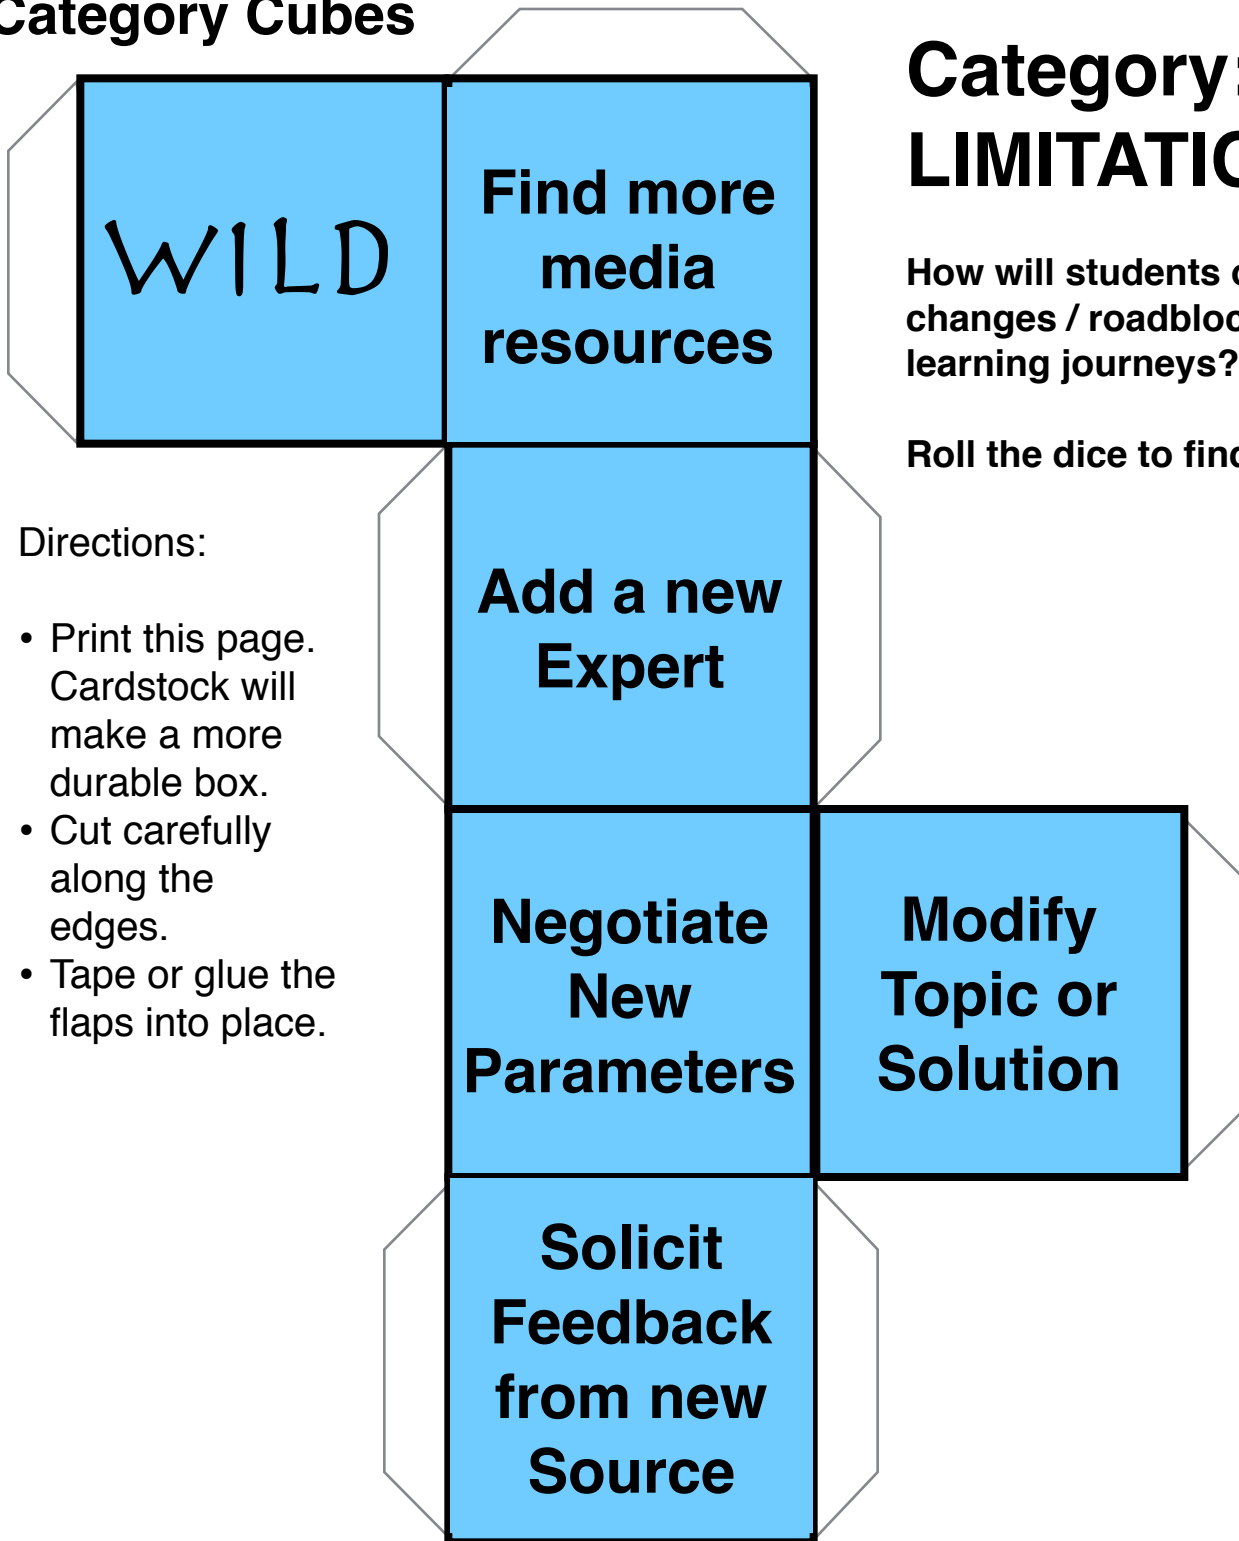 Category Cubes
Category:
LIMITATIO
How will students
changes / roadbloc
learning journeys?
Roll the dice to find
WILD
Find more
media
resources
Directions:
• Print this page.
Cardstock will
make a more
durable box.
• Cut carefully
along the
edges.
• Tape or glue the
flaps into place.
Add a new
Expert
Negotiate
New
Parameters
Modify
Topic or
Solution
Solicit
Feedback
from new
Source